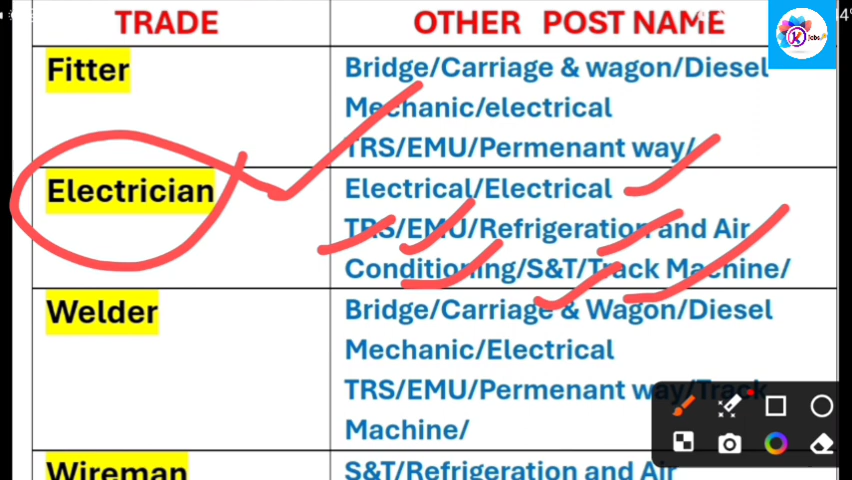 TRADE OTHER POST NAME
Fitter Bridge/Carriage & wagon/Diesel
Mechanic/electrical
TRS/EMU/Permenant way/
Electrician Electrical/Electrical
TRS/EMU/Refrigeration and Air
Conditioning/S&T/Track Machine/
Welder Bridge/Carriage & Wagon/Diesel
Mechanic/Electrical
TRS/EMU/Permenant way/Track
Machine/
Wireman S&T/Refrigeration and Air
K Jobs
4%